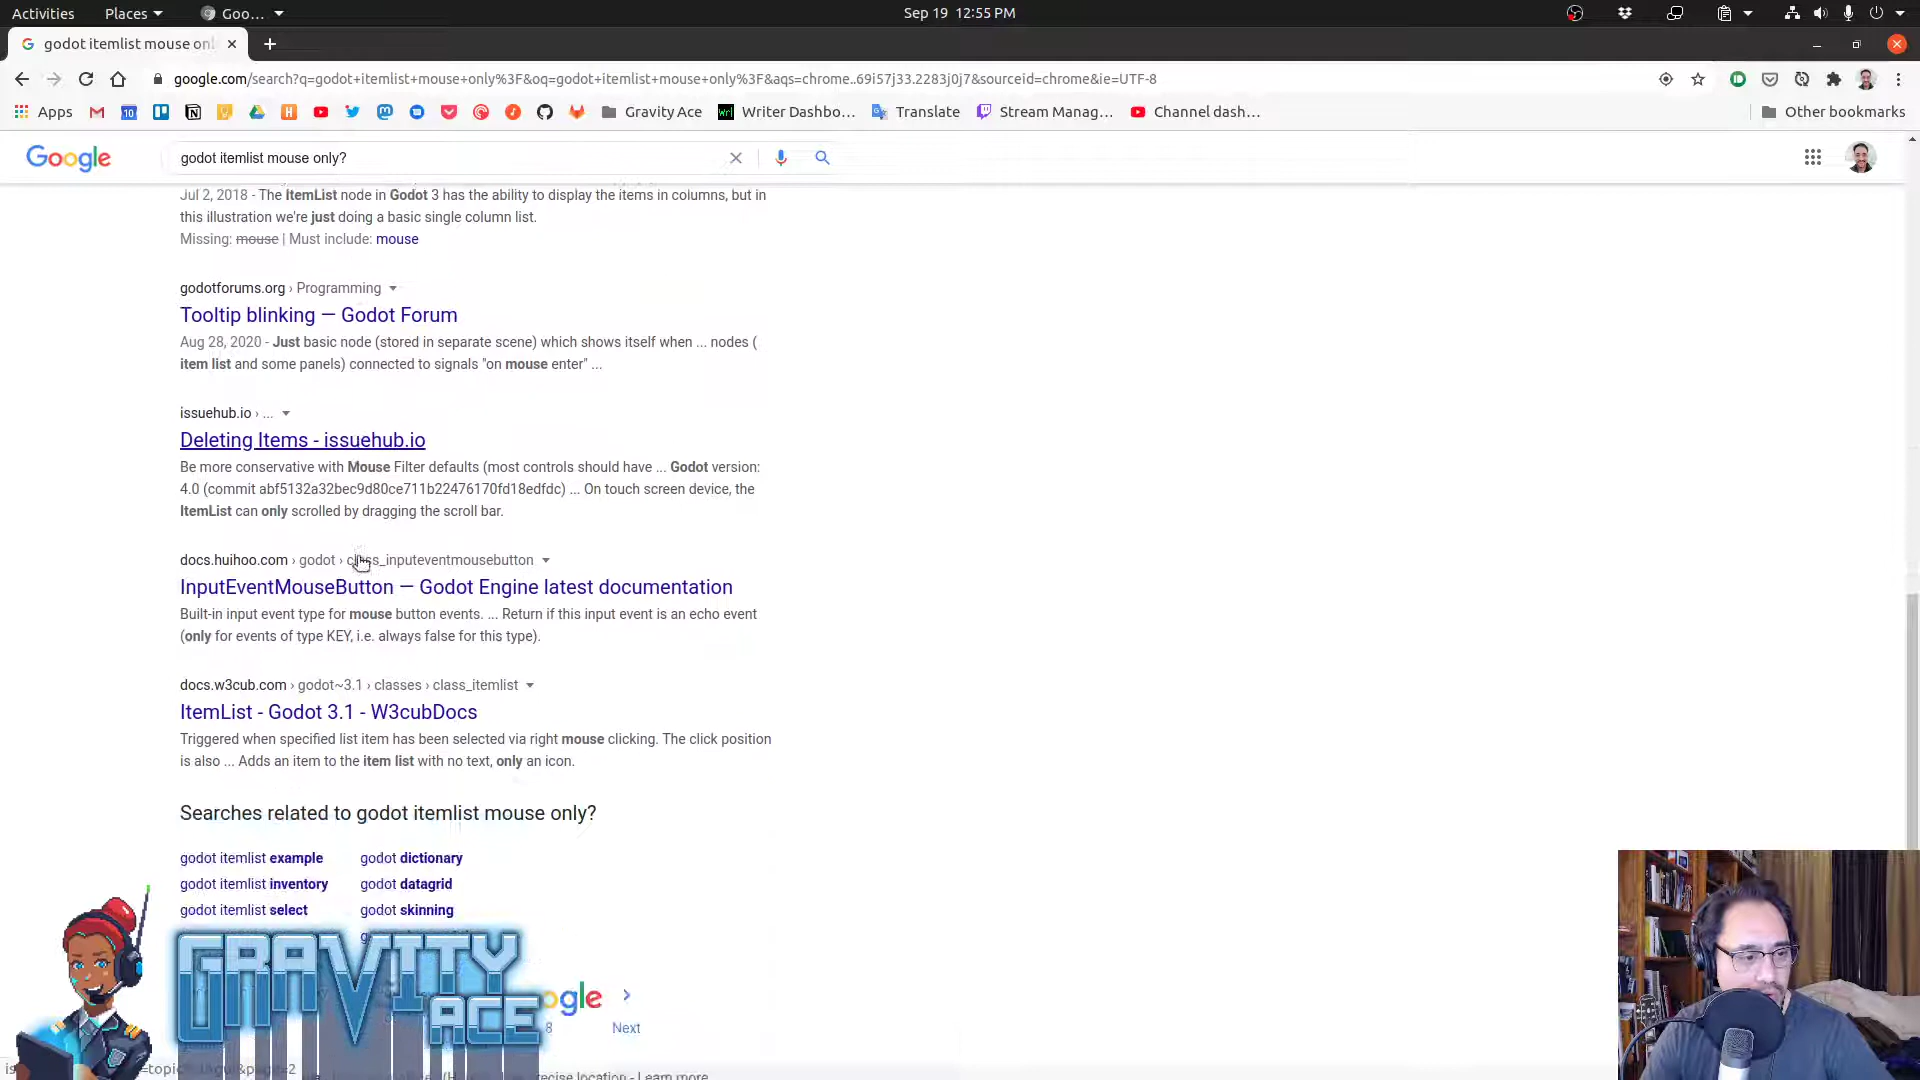 Activities Places Goo... Sep 19 12:55 PM
godot itemlist mouse onl
google.com/search?q=godot+itemlist+mouse+only%3F&oq=godot+itemlist+mouse+only%3F&aqs=chrome..69i57j33.2283j0j7&sourceid=chrome&ie=UTF-8
Apps Gravity Ace Writer Dashbo... Translate Stream Manag... Channel dash... Other bookmarks
Google godot itemlist mouse only?
Jul 2, 2018 - The ItemList node in Godot 3 has the ability to display the items in columns, but in
this illustration we're just doing a basic single column list.
Missing: mouse | Must include: mouse
godotforums.org › Programming
Tooltip blinking — Godot Forum
Aug 28, 2020 - Just basic node (stored in separate scene) which shows itself when ... nodes (
item list and some panels) connected to signals "on mouse enter" ...
issuehub.io › ...
Deleting Items - issuehub.io
Be more conservative with Mouse Filter defaults (most controls should have ... Godot version:
4.0 (commit abf5132a32bec9d80ce711b22476170fd18edfdc) ... On touch screen device, the
ItemList can only scrolled by dragging the scroll bar.
docs.huihoo.com › godot › class_inputeventmousebutton
InputEventMouseButton — Godot Engine latest documentation
Built-in input event type for mouse button events. ... Return if this input event is an echo event
(only for events of type KEY, i.e. always false for this type).
docs.w3cub.com › godot~3.1 › classes › class_itemlist
ItemList - Godot 3.1 - W3cubDocs
Triggered when specified list item has been selected via right mouse clicking. The click position
is also ... Adds an item to the item list with no text, only an icon.
Searches related to godot itemlist mouse only?
godot itemlist example godot dictionary
godot itemlist inventory godot datagrid
godot itemlist select godot skinning
GRAVITY
ACE
ogle
8 Next
Learn more